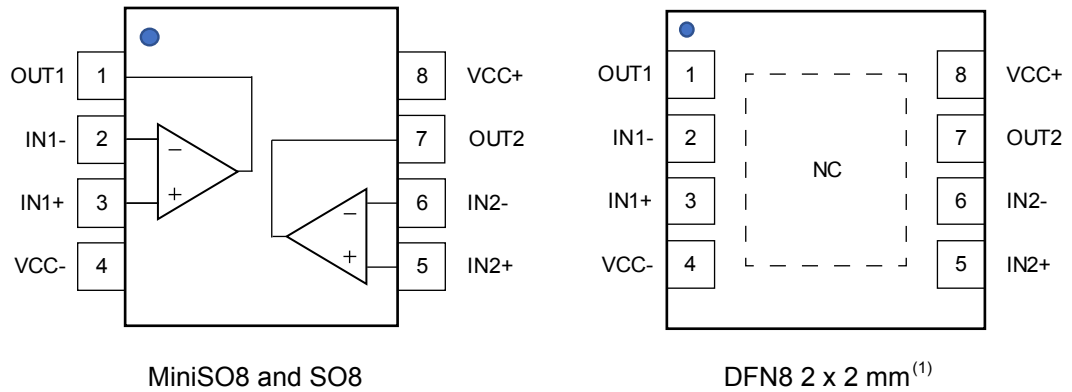 OUT1 1
IN1- 2
IN1+ 3
VCC- 4
8 VCC+
7 OUT2
6 IN2-
5 IN2+
−
+
−
+
MiniSO8 and SO8
OUT1 1
IN1- 2
IN1+ 3
VCC- 4
NC
8 VCC+
7 OUT2
6 IN2-
5 IN2+
DFN8 2 x 2 mm(1)